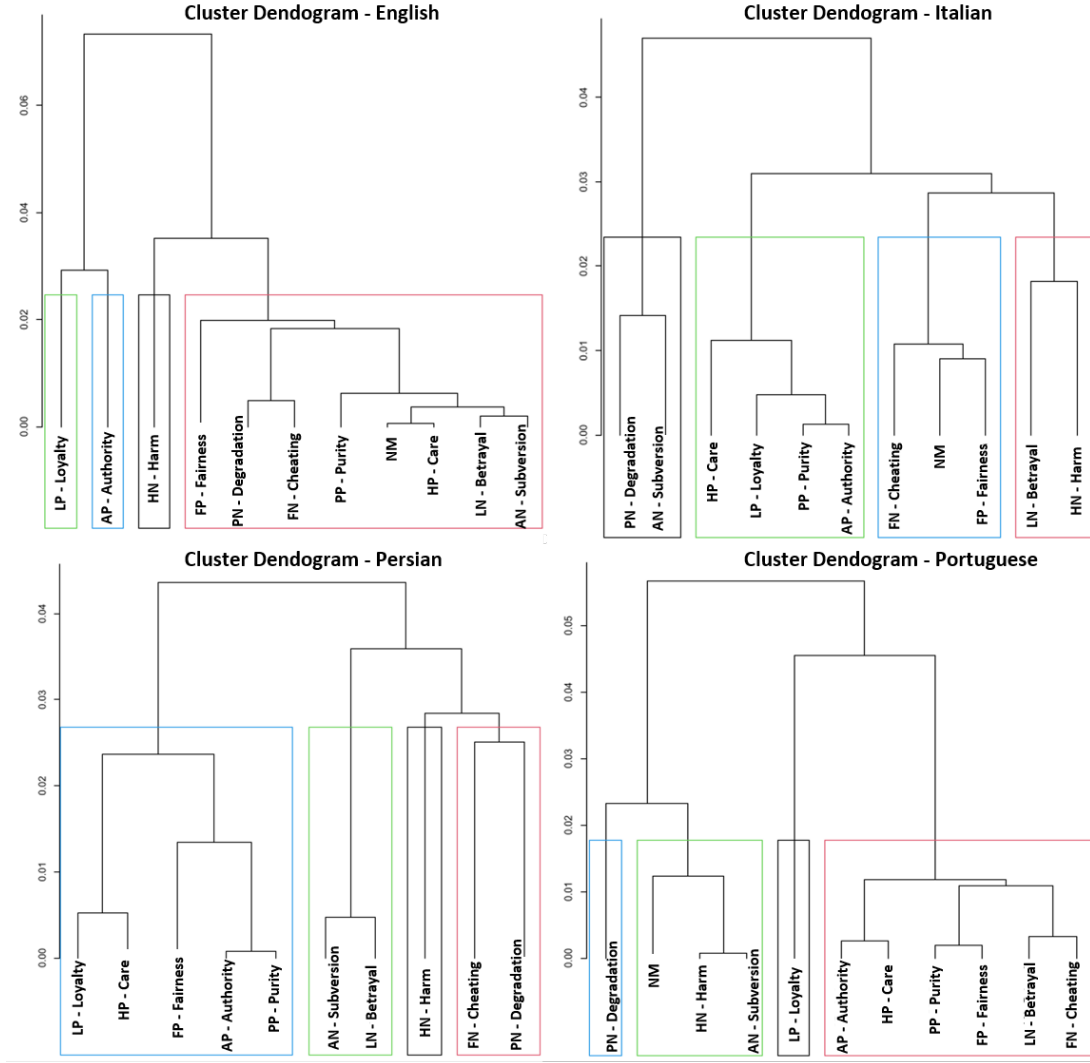 Cluster Dendogram - English
0.06
0.04
0.02
0.00
LP - Loyalty
AP - Authority
HN - Harm
FP - Fairness
PN - Degradation
FN - Cheating
PP - Purity
NM
HP - Care
LN - Betrayal
AN - Subversion
Cluster Dendogram - Italian
0.04
0.03
0.02
0.01
0.00
PN - Degradation
AN - Subversion
HP - Care
LP - Loyalty
PP - Purity
AP - Authority
FN - Cheating
NM
FP - Fairness
LN - Betrayal
HN - Harm
Cluster Dendogram - Persian
0.04
0.03
0.02
0.01
0.00
LP - Loyalty
HP - Care
FP - Fairness
AP - Authority
PP - Purity
AN - Subversion
LN - Betrayal
HN - Harm
FN - Cheating
PN - Degradation
Cluster Dendogram - Portuguese
0.05
0.04
0.03
0.02
0.01
0.00
PN - Degradation
NM
HN - Harm
AN - Subversion
LP - Loyalty
AP - Authority
HP - Care
PP - Purity
FP - Fairness
LN - Betrayal
FN - Cheating